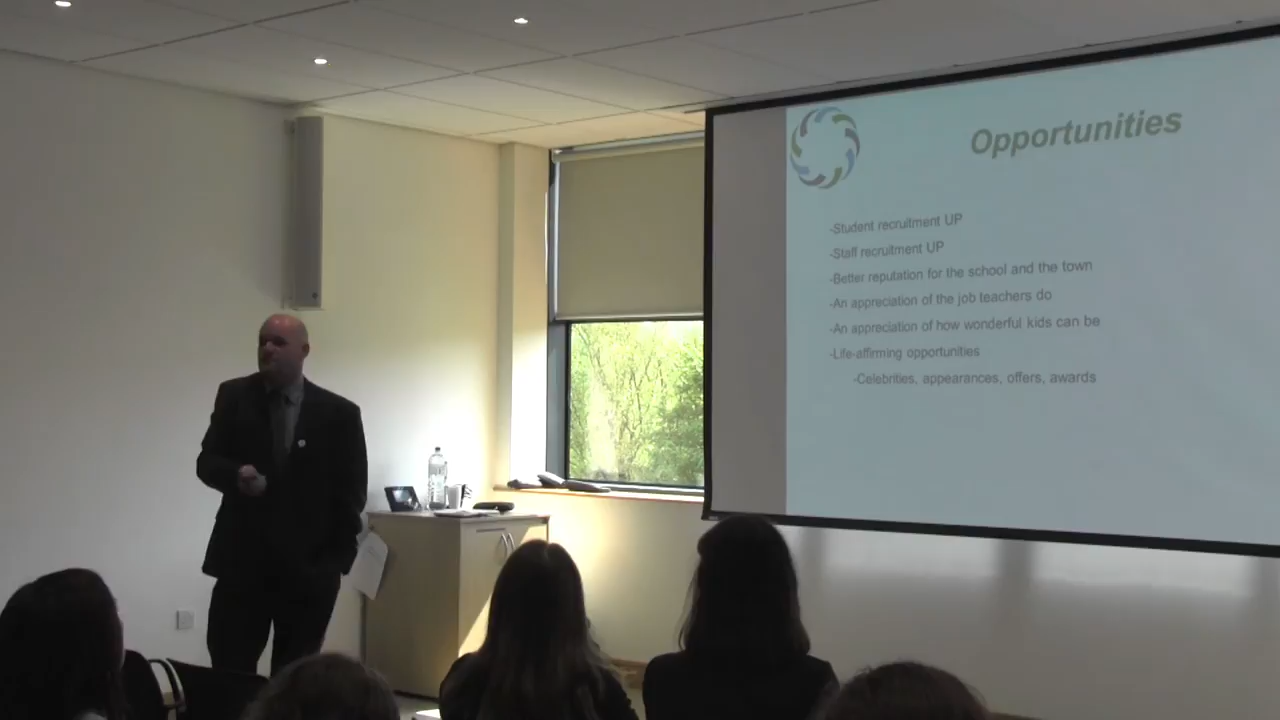 Opportunities
-Student recruitment UP
-Staff recruitment UP
-Better reputation for the school and the town
-An appreciation of the job teachers do
-An appreciation of how wonderful kids can be
-Life-affirming opportunities
-Celebrities, appearances, offers, awards